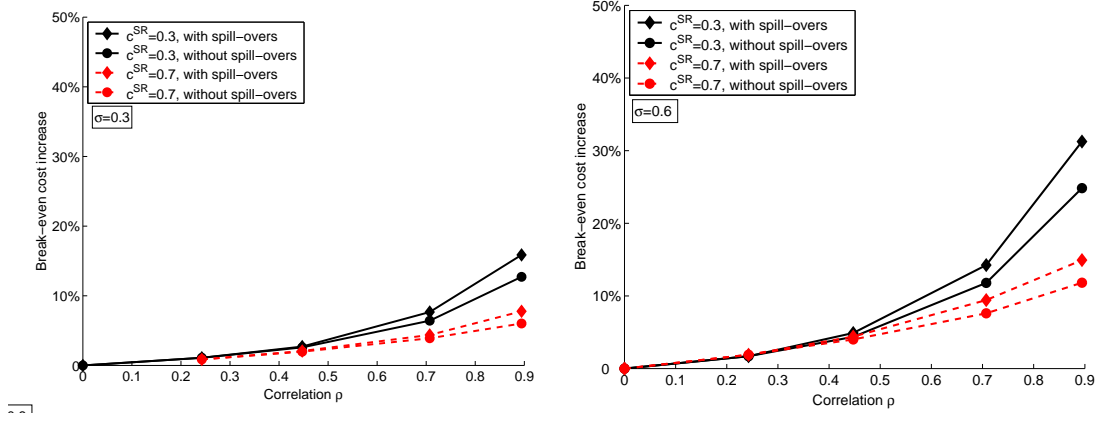 50%
40%
30%
20%
10%
0
c^SR=0.3, with spill−overs
c^SR=0.3, without spill−overs
c^SR=0.7, with spill−overs
c^SR=0.7, without spill−overs
σ=0.3
Break−even cost increase
0 0.1 0.2 0.3 0.4 0.5 0.6 0.7 0.8 0.9
Correlation ρ
50%
40%
30%
20%
10%
0
c^SR=0.3, with spill−overs
c^SR=0.3, without spill−overs
c^SR=0.7, with spill−overs
c^SR=0.7, without spill−overs
σ=0.6
Break−even cost increase
0 0.1 0.2 0.3 0.4 0.5 0.6 0.7 0.8 0.9
Correlation ρ